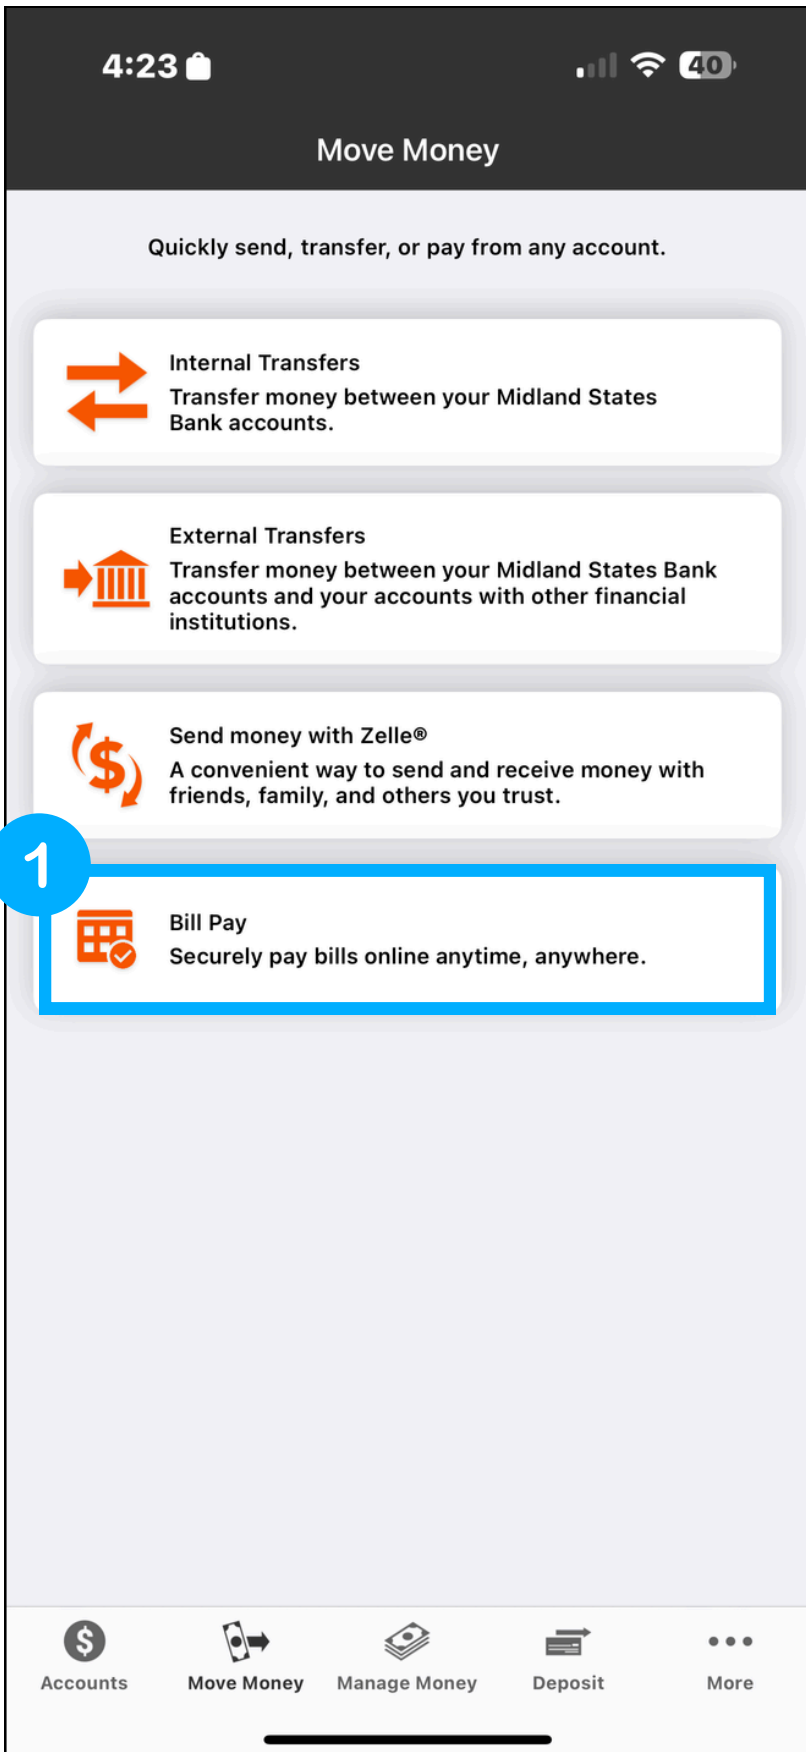 4:23
40
Move Money
Quickly send, transfer, or pay from any account.
Internal Transfers
Transfer money between your Midland States
Bank accounts.
External Transfers
Transfer money between your Midland States Bank
accounts and your accounts with other financial
institutions.
Send money with Zelle®
A convenient way to send and receive money with
friends, family, and others you trust.
1
Bill Pay
Securely pay bills online anytime, anywhere.
Accounts
Move Money
Manage Money
Deposit
More